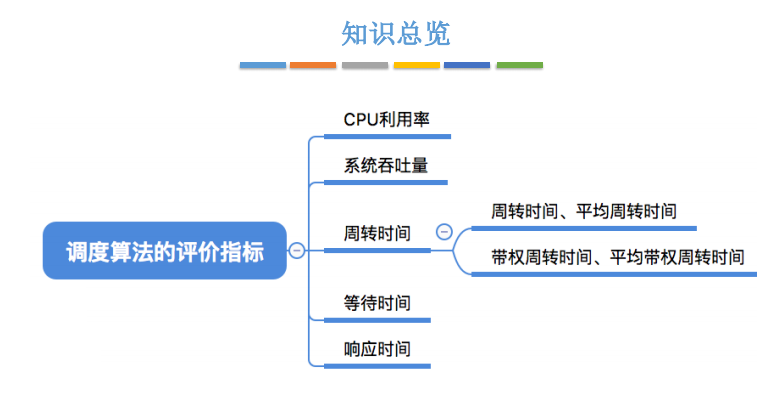 知识总览
CPU利用率
系统吞吐量
调度算法的评价指标
周转时间
周转时间、平均周转时间
带权周转时间、平均带权周转时间
等待时间
响应时间